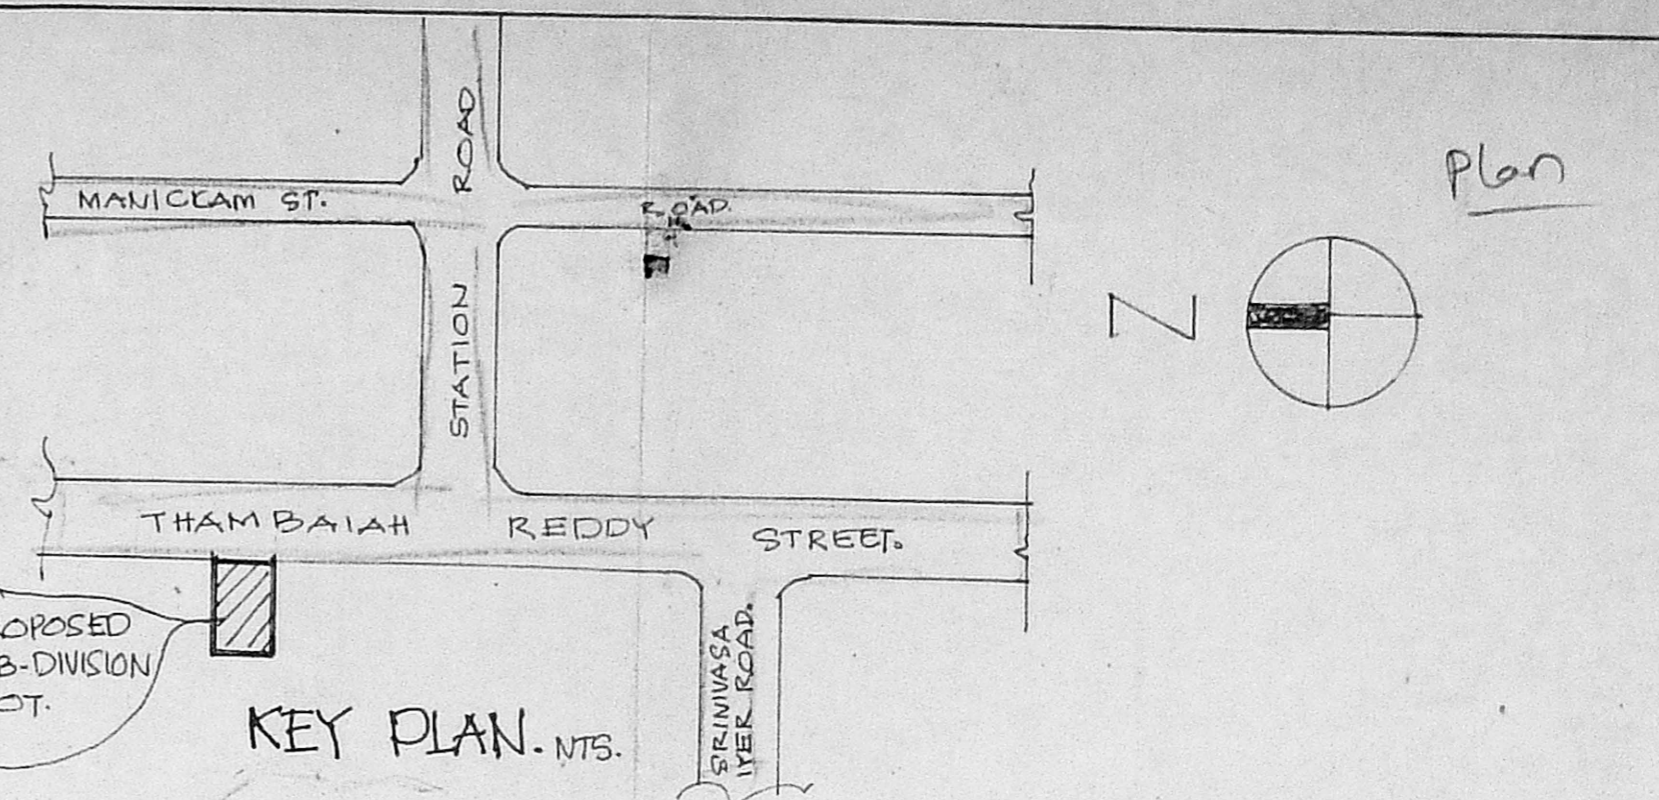 Plan
ROAD
MANICKAM ST.
ROAD.
N
STATION
THAMBAIAH REDDY STREET.
OPOSED
B-DIVISION
OT.
SRINIVASA
IYER ROAD.
KEY PLAN. NTS.